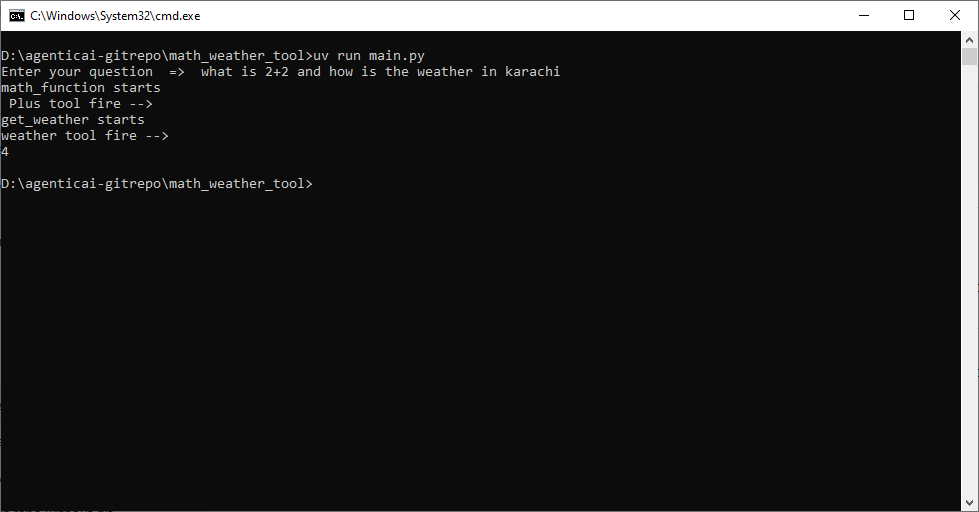 C:\Windows\System32\cmd.exe
D:\agenticai-gitrepo\math_weather_tool>uv run main.py
Enter your question  =>  what is 2+2 and how is the weather in karachi
math_function starts
 Plus tool fire -->
get_weather starts
weather tool fire -->
4
D:\agenticai-gitrepo\math_weather_tool>